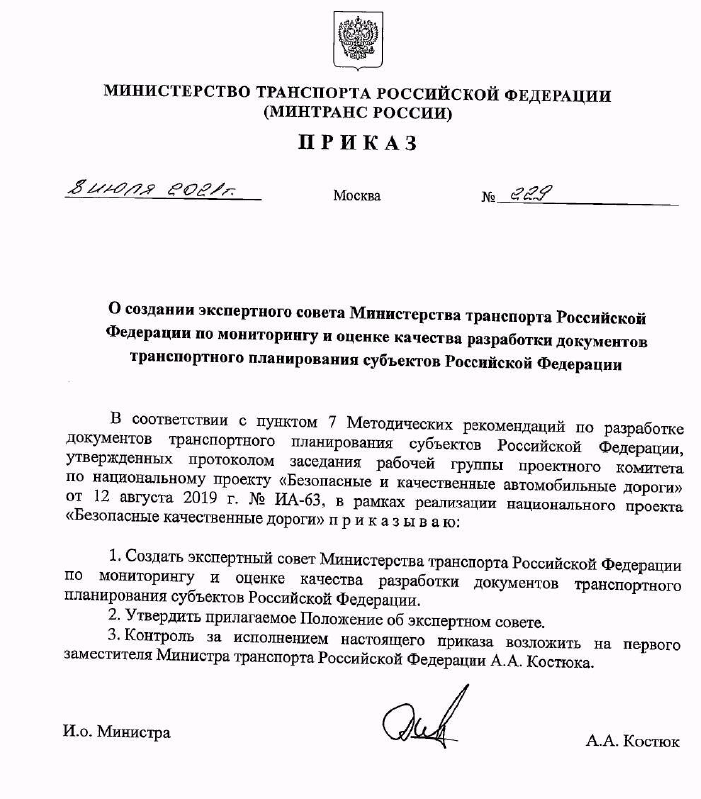 МИНИСТЕРСТВО ТРАНСПОРТА РОССИЙСКОЙ ФЕДЕРАЦИИ
(МИНТРАНС РОССИИ)
ПРИКАЗ
8 июля 2021г. Москва № 229
О создании экспертного совета Министерства транспорта Российской
Федерации по мониторингу и оценке качества разработки документов
транспортного планирования субъектов Российской Федерации
В соответствии с пунктом 7 Методических рекомендаций по разработке
документов транспортного планирования субъектов Российской Федерации,
утвержденных протоколом заседания рабочей группы проектного комитета
по национальному проекту «Безопасные и качественные автомобильные дороги»
от 12 августа 2019 г. № ИА-63, в рамках реализации национального проекта
«Безопасные качественные дороги» п р и к а з ы в а ю:
1. Создать экспертный совет Министерства транспорта Российской Федерации
по мониторингу и оценке качества разработки документов транспортного
планирования субъектов Российской Федерации.
2. Утвердить прилагаемое Положение об экспертном совете.
3. Контроль за исполнением настоящего приказа возложить на первого
заместителя Министра транспорта Российской Федерации А.А. Костюка.
И.о. Министра А.А. Костюк